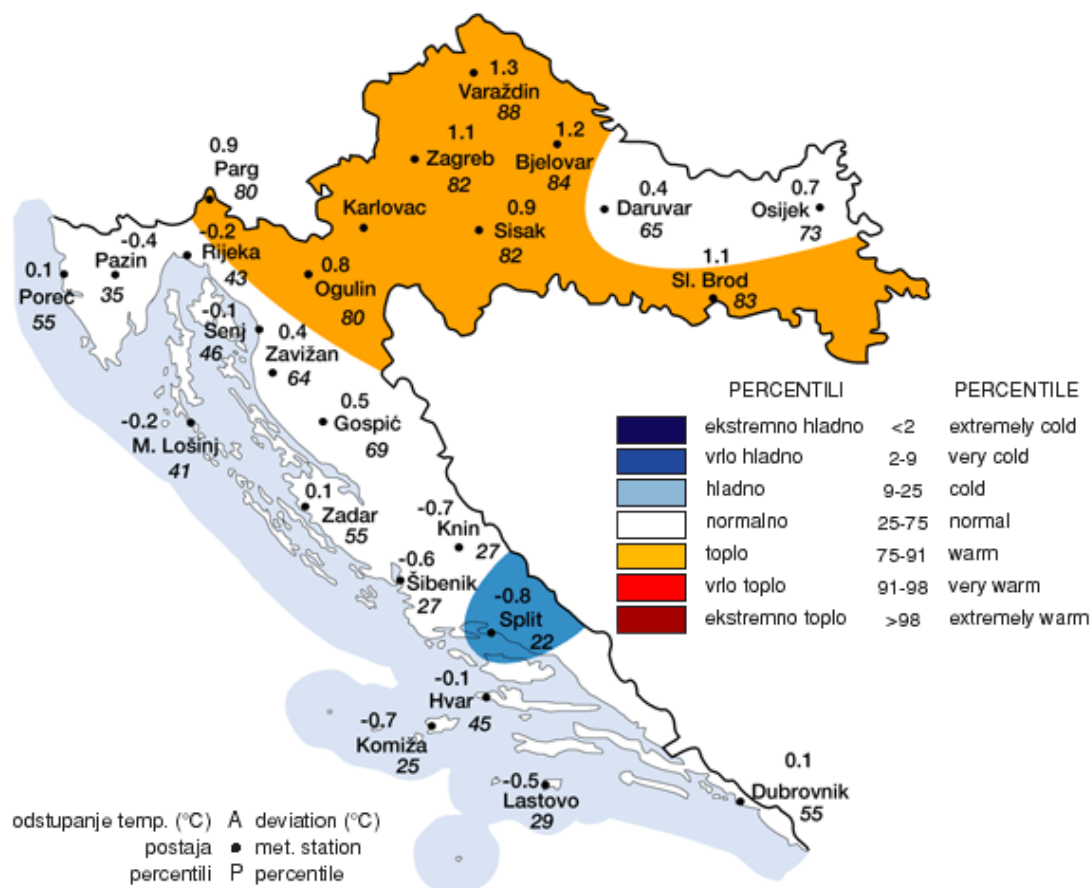 1.3
Varaždin
88
1.1
Zagreb
82
1.2
Bjelovar
84
0.9
Parg
80
Karlovac
0.9
Sisak
82
0.4
Daruvar
65
0.7
Osijek
73
1.1
Sl. Brod
83
-0.4
Pazin
35
-0.2
Rijeka
43
0.1
Poreč
55
0.8
Ogulin
80
-0.1
Senj
46
0.4
Zavižan
64
0.5
Gospić
69
-0.2
M. Lošinj
41
0.1
Zadar
55
-0.7
Knin
27
-0.6
Šibenik
27
-0.8
Split
22
-0.1
Hvar
45
-0.7
Komiža
25
-0.5
Lastovo
29
0.1
Dubrovnik
55
PERCENTILI PERCENTILE
ekstremno hladno <2 extremely cold
vrlo hladno 2-9 very cold
hladno 9-25 cold
normalno 25-75 normal
toplo 75-91 warm
vrlo toplo 91-98 very warm
ekstremno toplo >98 extremely warm
odstupanje temp. (°C) A deviation (°C)
postaja ● met. station
percentili P percentile